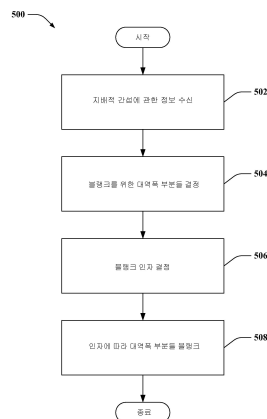 500
시작
지배적 간섭에 관한 정보 수신
502
블랭크를 위한 대역폭 부분들 결정
504
블랭크 인자 결정
506
인자에 따라 대역폭 부분들 블랭크
508
종료